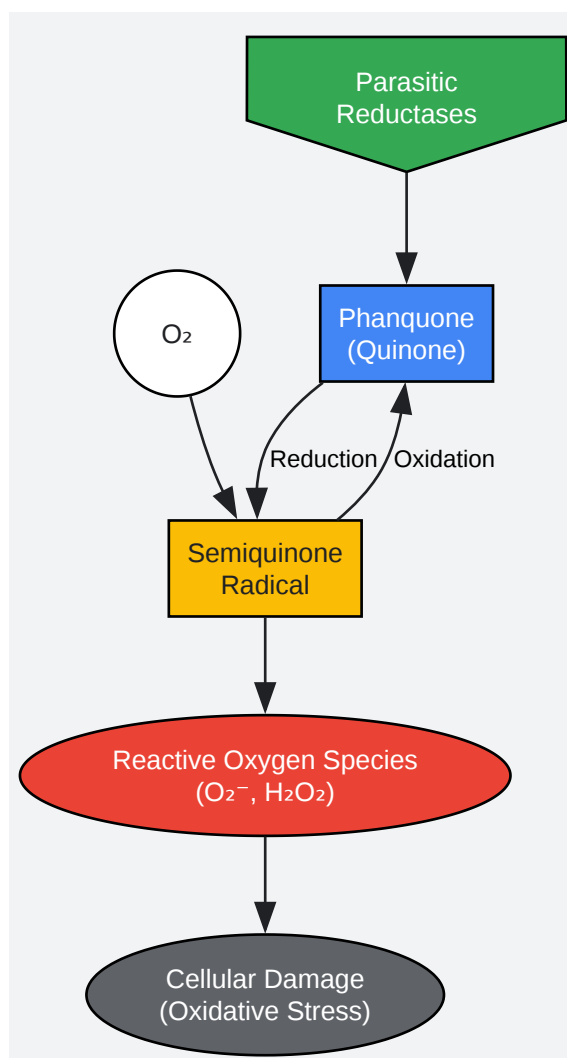 Parasitic
Reductases
O₂
Phanquone
(Quinone)
Reduction
Oxidation
Semiquinone
Radical
Reactive Oxygen Species
(O₂⁻, H₂O₂)
Cellular Damage
(Oxidative Stress)